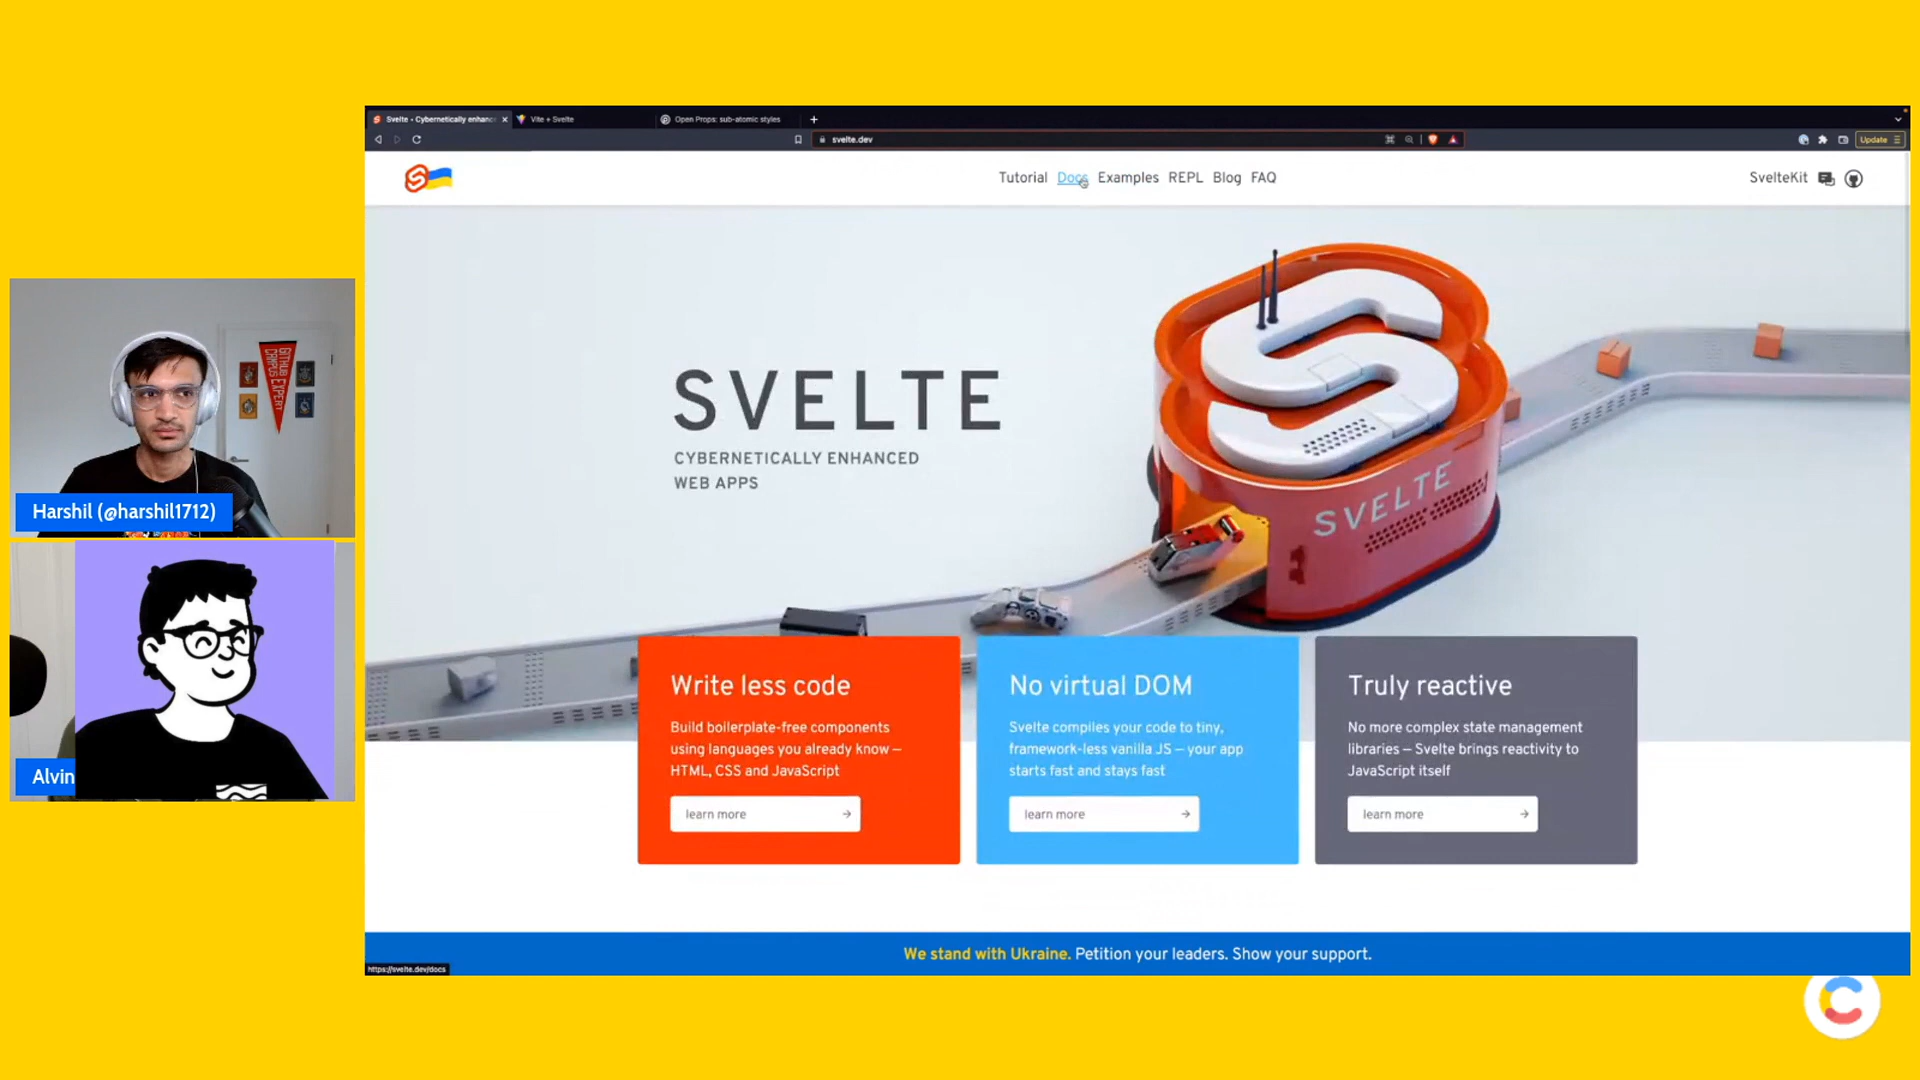 Svelte • Cybernetically enhanc
Vite + Svelte
Open Props: sub-atomic styles
svelte.dev
Update
Tutorial
Docs
Examples
REPL
Blog
FAQ
SvelteKit
SVELTE
CYBERNETICALLY ENHANCED
WEB APPS
SVELTE
GITHUB
CAMPUS EXPERT
Harshil (@harshil1712)
Alvin
Write less code
Build boilerplate-free components
using languages you already know —
HTML, CSS and JavaScript
learn more
No virtual DOM
Svelte compiles your code to tiny,
framework-less vanilla JS — your app
starts fast and stays fast
learn more
Truly reactive
No more complex state management
libraries — Svelte brings reactivity to
JavaScript itself
learn more
We stand with Ukraine. Petition your leaders. Show your support.
https://svelte.dev/docs